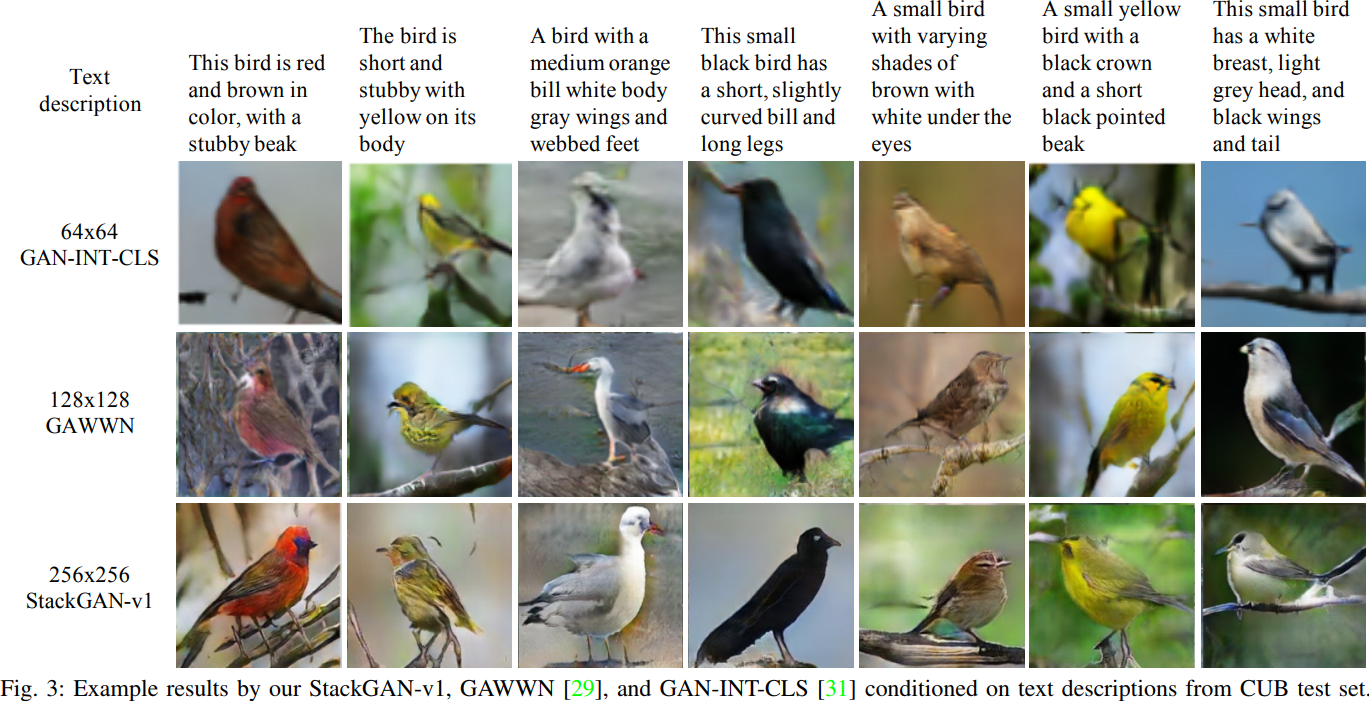 Text
description
This bird is red
and brown in
color, with a
stubby beak
The bird is
short and
stubby with
yellow on its
body
A bird with a
medium orange
bill white body
gray wings and
webbed feet
This small
black bird has
a short, slightly
curved bill and
long legs
A small bird
with varying
shades of
brown with
white under the
eyes
A small yellow
bird with a
black crown
and a short
black pointed
beak
This small bird
has a white
breast, light
grey head, and
black wings
and tail
64x64
GAN-INT-CLS
128x128
GAWWN
256x256
StackGAN-v1
Fig. 3: Example results by our StackGAN-v1, GAWWN [29], and GAN-INT-CLS [31] conditioned on text descriptions from CUB test set.